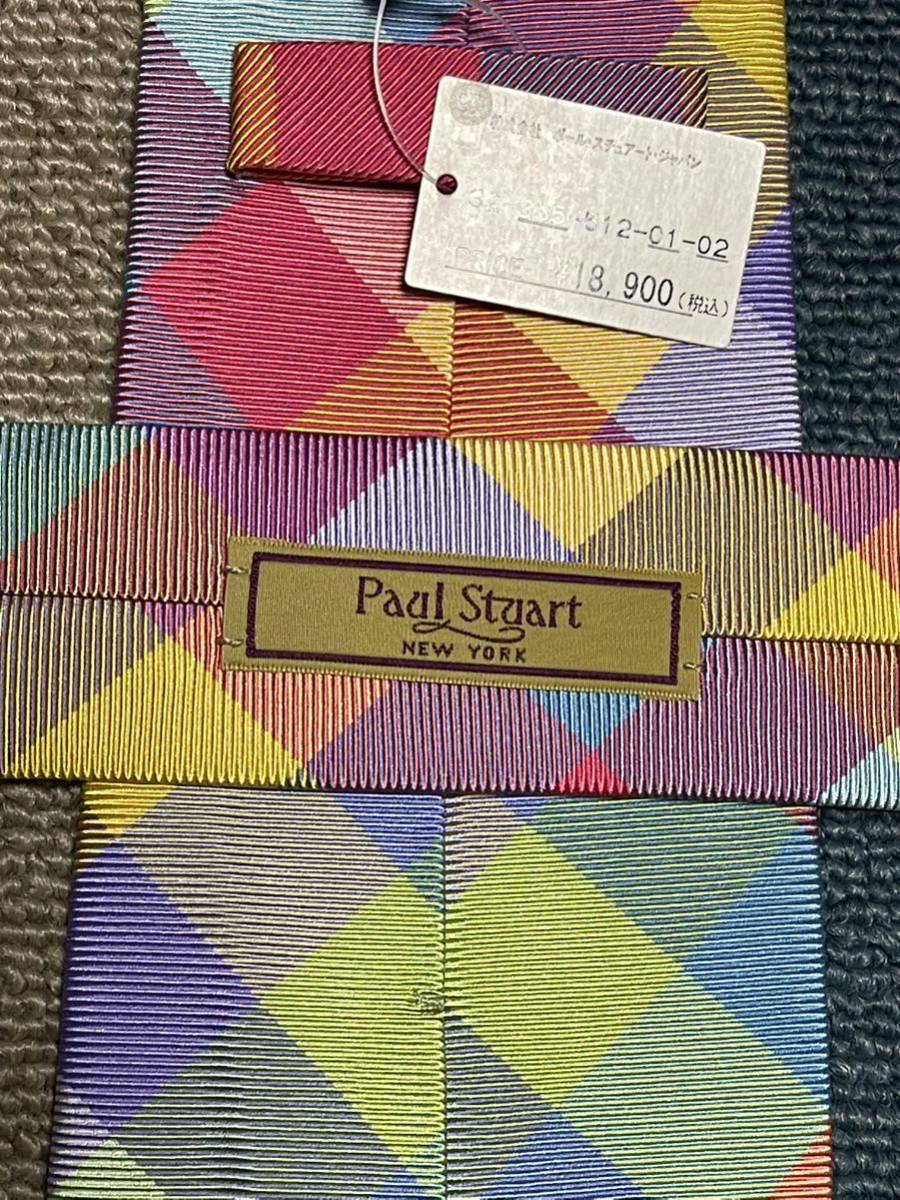 株式会社 ポール・スチュアート・ジャパン
312-01-02
PRICE ¥18,900(税込)
Paul Stuart
NEW YORK